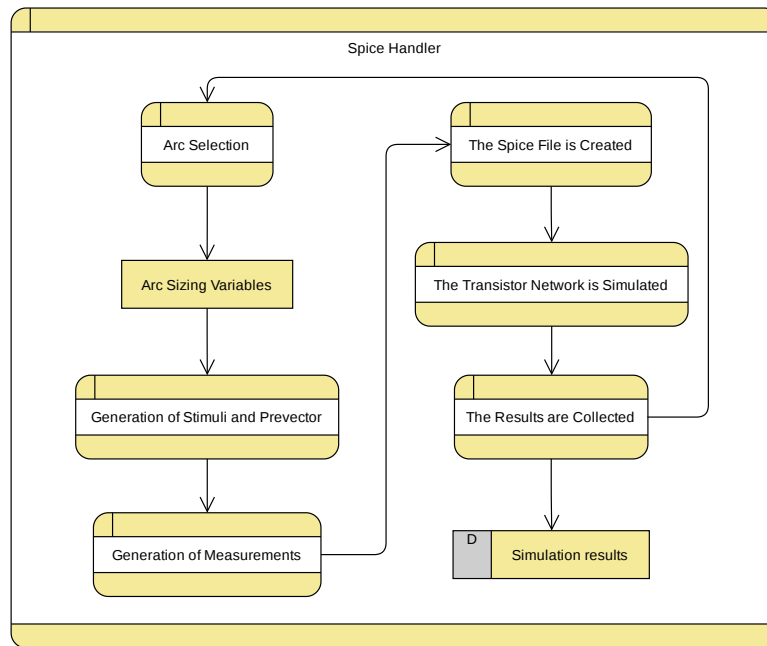 Spice Handler
Arc Selection
Arc Sizing Variables
Generation of Stimuli and Prevector
Generation of Measurements
The Spice File is Created
The Transistor Network is Simulated
The Results are Collected
D
Simulation results